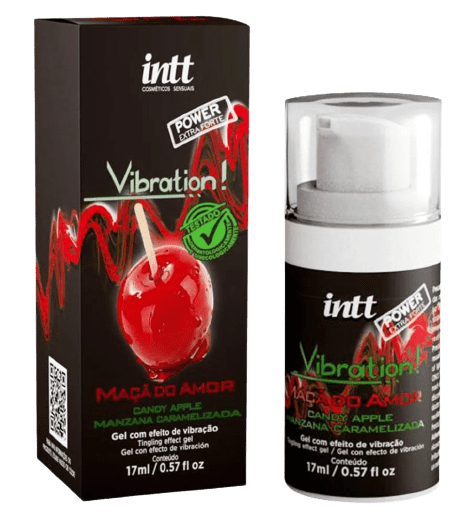 intt
COSMÉTICOS SENSUAIS
POWER
EXTRA FORTE
Vibration!
TESTADO
DERMATOLOGICAMENTE
GINECOLOGICAMENTE
MAÇÃ DO AMOR
CANDY APPLE
MANZANA CARAMELIZADA
Gel com efeito de vibração
Tingling effect gel
Gel con efecto de vibración
Conteúdo
17ml / 0.57 fl oz
intt
POWER
EXTRA FORTE
Vibration!
MAÇÃ DO AMOR
CANDY APPLE
MANZANA CARAMELIZADA
Gel com efeito de vibração
Tingling effect gel
Gel con efecto de vibración
Conteúdo
17ml / 0.57 fl oz